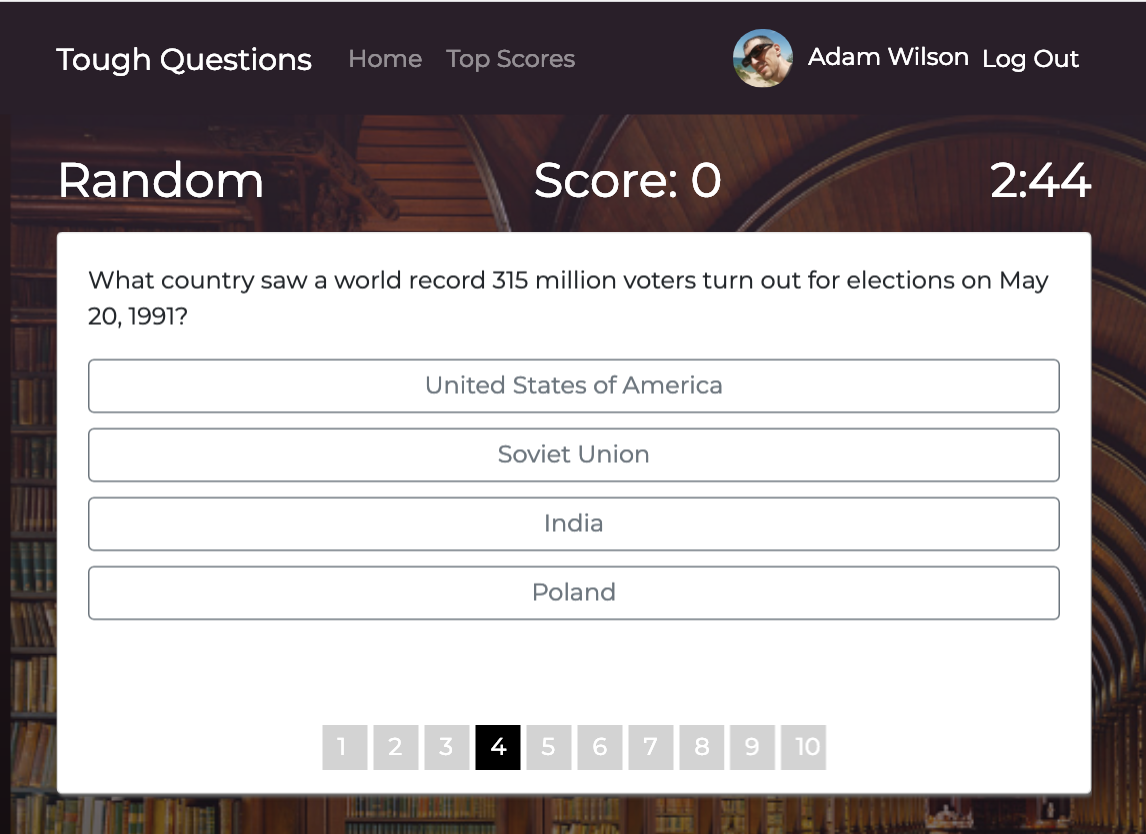 Tough Questions Home Top Scores Adam Wilson Log Out
Random Score: 0 2:44
What country saw a world record 315 million voters turn out for elections on May
20, 1991?
United States of America
Soviet Union
India
Poland
1 2 3 4 5 6 7 8 9 10